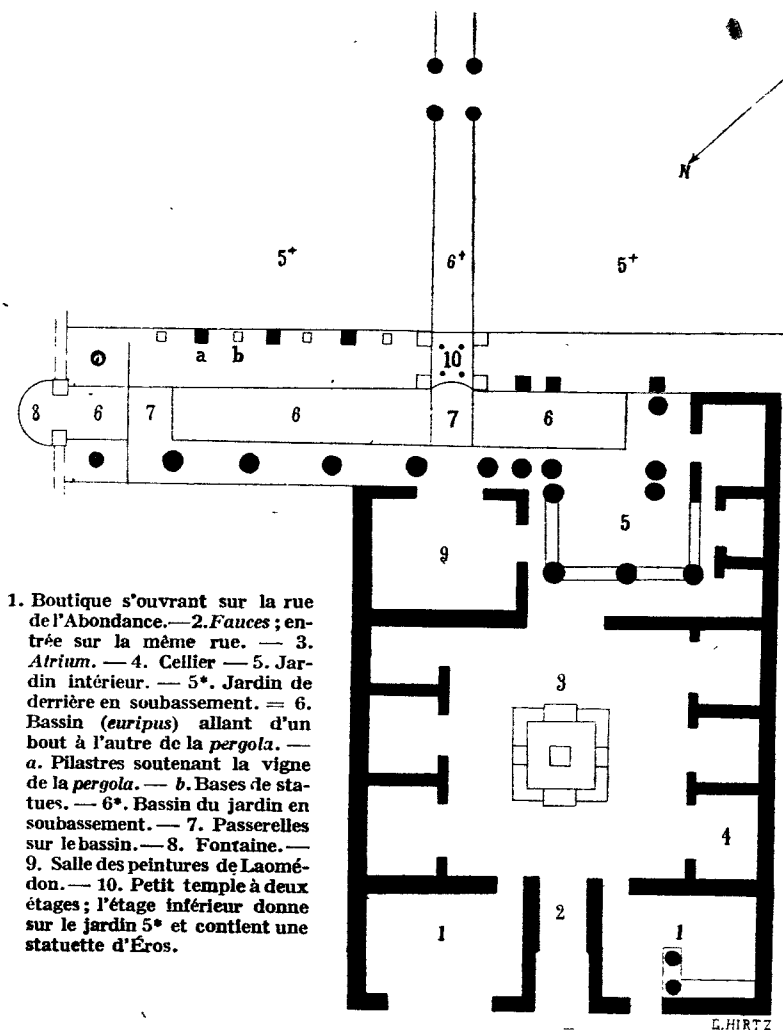 N
5+
6+
5+
a
b
10
8
6
7
6
7
6
5
9
3
4
2
1
1
1. Boutique s'ouvrant sur la rue
de l'Abondance.—2. Fauces ; en-
trée sur la même rue. — 3.
Atrium. — 4. Cellier — 5. Jar-
din intérieur. — 5*. Jardin de
derrière en soubassement. = 6.
Bassin (euripus) allant d'un
bout à l'autre de la pergola. —
a. Pilastres soutenant la vigne
de la pergola. — b. Bases de sta-
tues. — 6*. Bassin du jardin en
soubassement. — 7. Passerelles
sur le bassin. — 8. Fontaine. —
9. Salle des peintures de Laomé-
don. — 10. Petit temple à deux
étages ; l'étage inférieur donne
sur le jardin 5* et contient une
statuette d'Éros.
G.HIRTZ